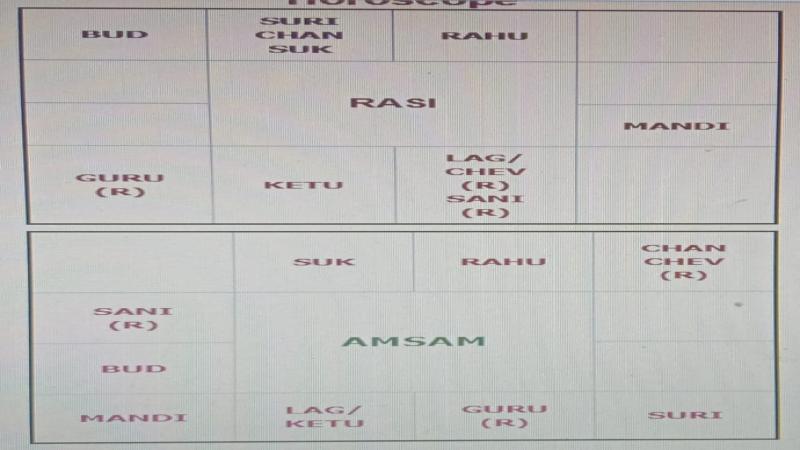 Horoscope
BUD
SURI
CHAN
SUK
RAHU
RASI
MANDI
GURU
(R)
KETU
LAG/
CHEV
(R)
SANI
(R)
SUK
RAHU
CHAN
CHEV
(R)
SANI
(R)
AMSAM
BUD
MANDI
LAG/
KETU
GURU
(R)
SURI